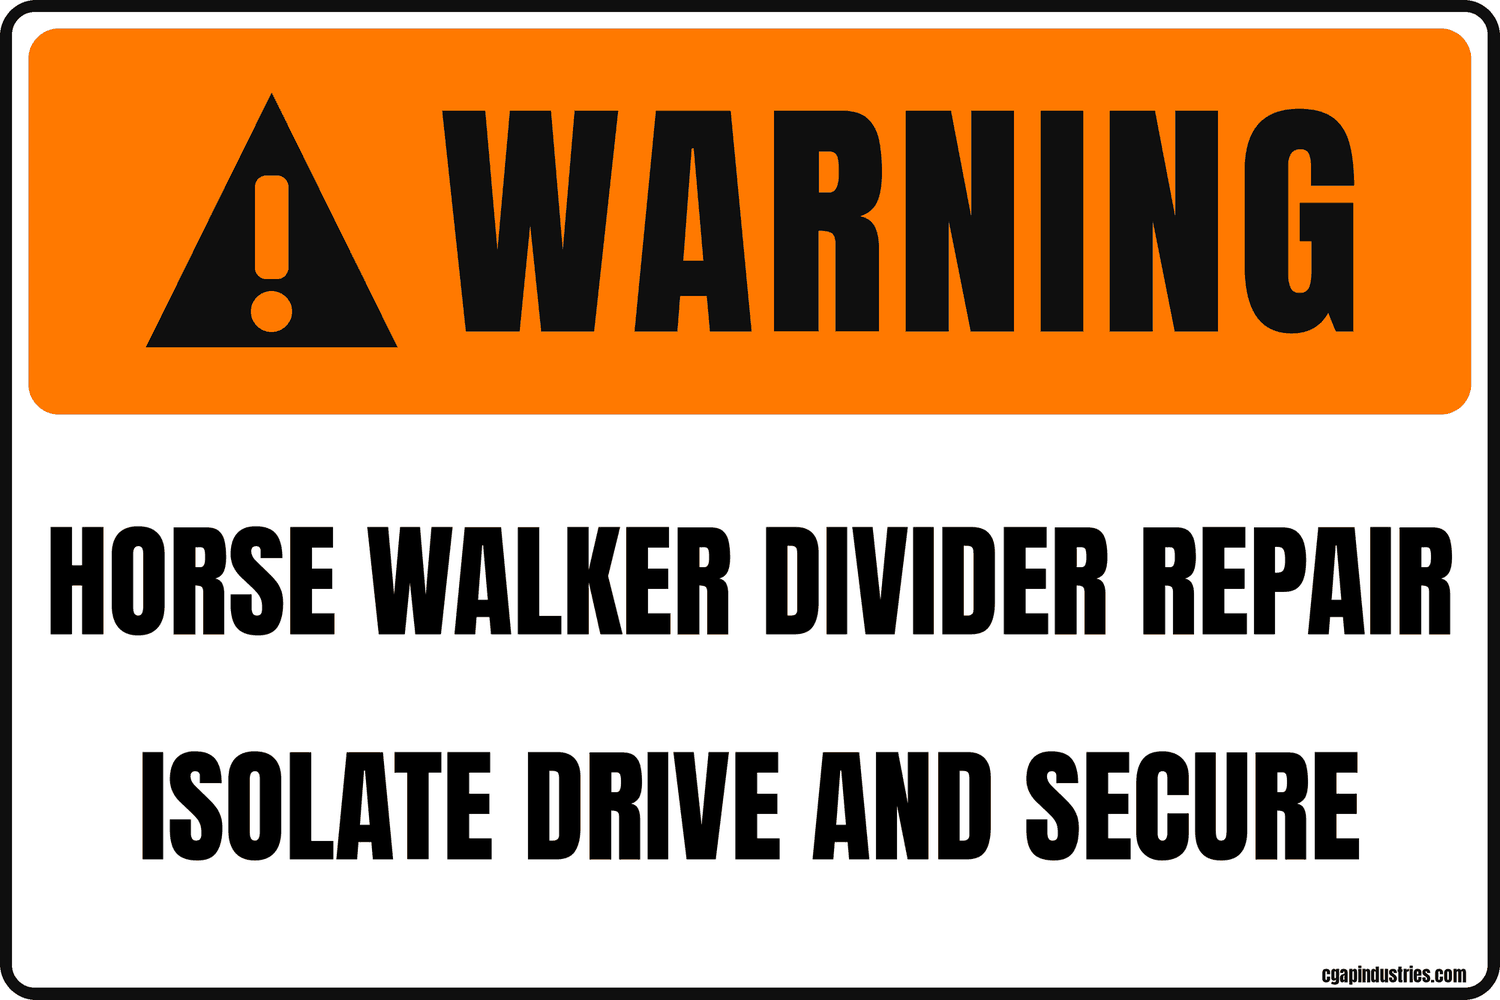 WARNING
HORSE WALKER DIVIDER REPAIR
ISOLATE DRIVE AND SECURE
cgapindustries.com